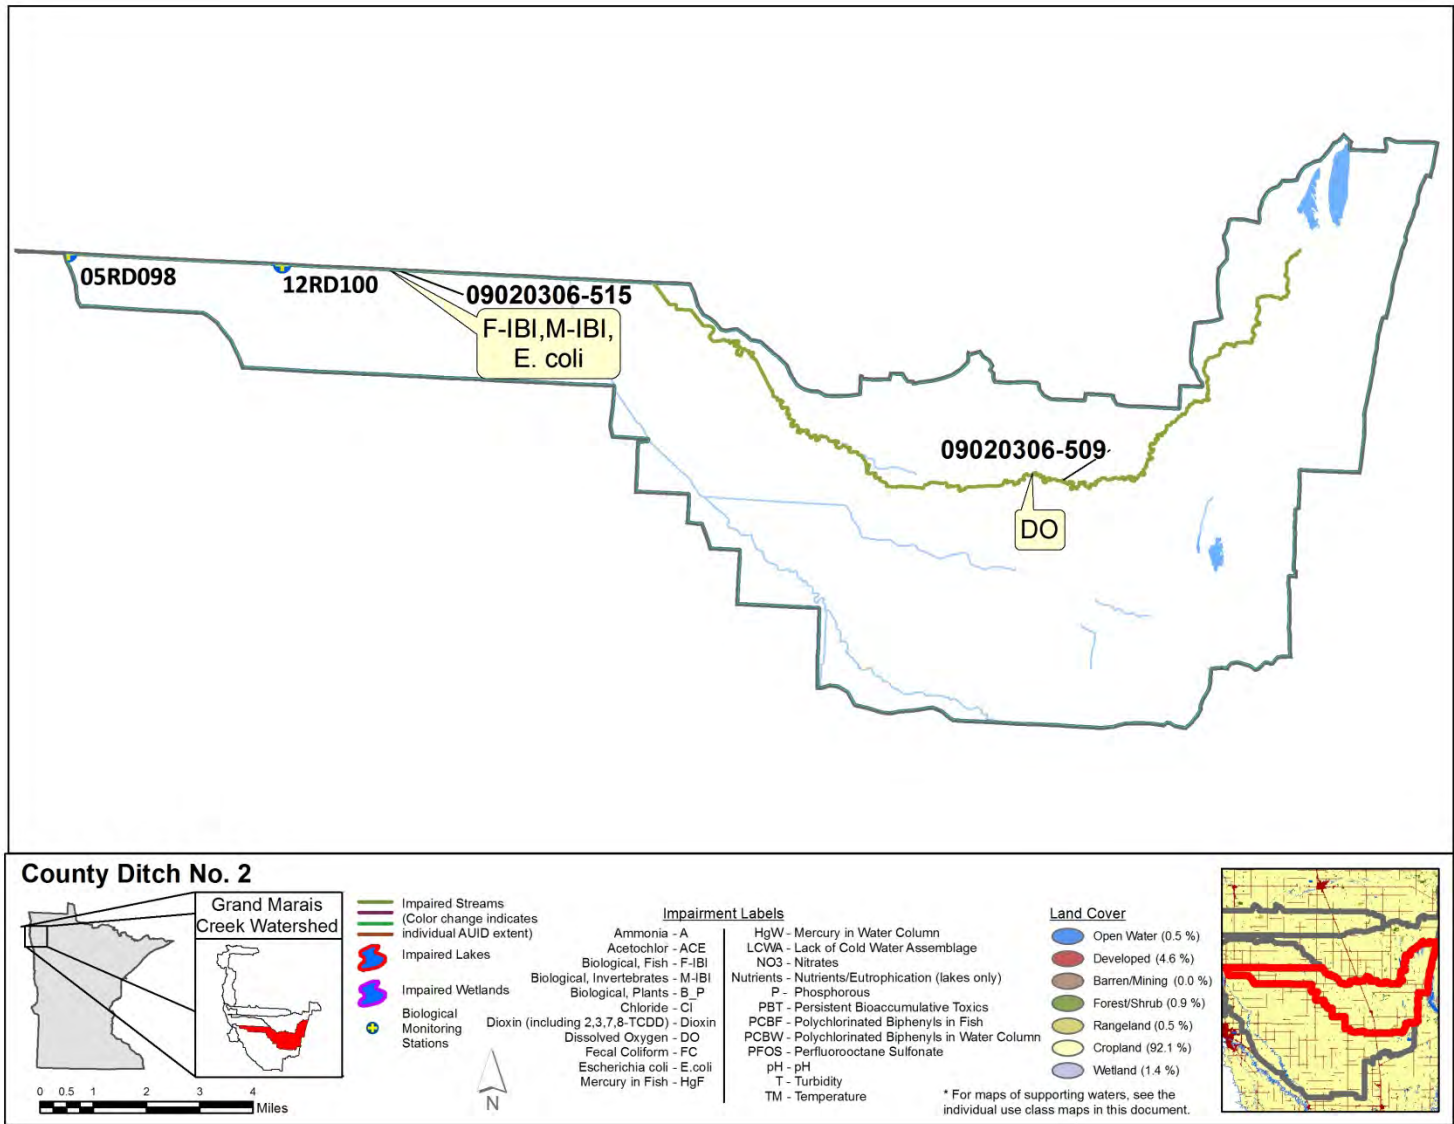 05RD098
12RD100
09020306-515
F-IBI,M-IBI,
E. coli
09020306-509
DO
County Ditch No. 2
Grand Marais
Creek Watershed
0 0.5 1 2 3 4
Miles
Impaired Streams
(Color change indicates
individual AUID extent)
Impaired Lakes
Impaired Wetlands
Biological
Monitoring
Stations
N
Impairment Labels
Ammonia - A
Acetochlor - ACE
Biological, Fish - F-IBI
Biological, Invertebrates - M-IBI
Biological, Plants - B_P
Chloride - Cl
Dioxin (including 2,3,7,8-TCDD) - Dioxin
Dissolved Oxygen - DO
Fecal Coliform - FC
Escherichia coli - E.coli
Mercury in Fish - HgF
HgW - Mercury in Water Column
LCWA - Lack of Cold Water Assemblage
NO3 - Nitrates
Nutrients - Nutrients/Eutrophication (lakes only)
P - Phosphorous
PBT - Persistent Bioaccumulative Toxics
PCBF - Polychlorinated Biphenyls in Fish
PCBW - Polychlorinated Biphenyls in Water Column
PFOS - Perfluorooctane Sulfonate
pH - pH
T - Turbidity
TM - Temperature
Land Cover
Open Water (0.5 %)
Developed (4.6 %)
Barren/Mining (0.0 %)
Forest/Shrub (0.9 %)
Rangeland (0.5 %)
Cropland (92.1 %)
Wetland (1.4 %)
* For maps of supporting waters, see the
individual use class maps in this document.